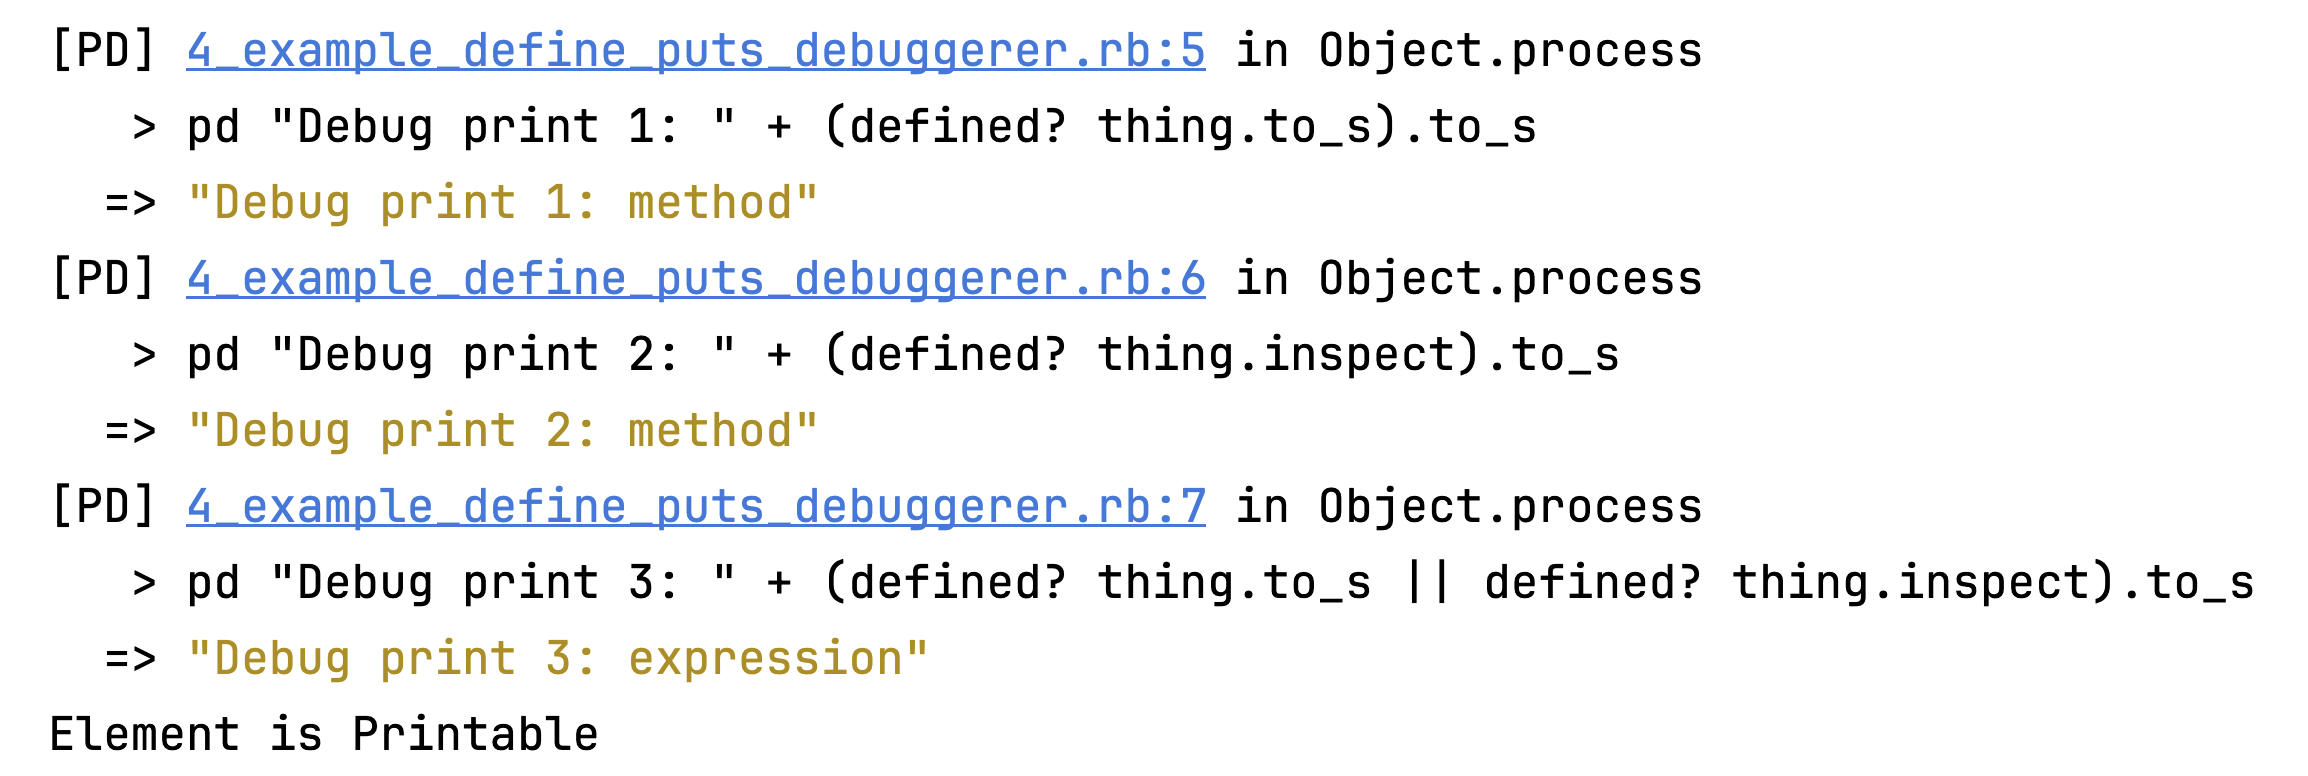 [PD] 4_example_define_puts_debuggerer.rb:5 in Object.process
   > pd "Debug print 1: " + (defined? thing.to_s).to_s
  => "Debug print 1: method"
[PD] 4_example_define_puts_debuggerer.rb:6 in Object.process
   > pd "Debug print 2: " + (defined? thing.inspect).to_s
  => "Debug print 2: method"
[PD] 4_example_define_puts_debuggerer.rb:7 in Object.process
   > pd "Debug print 3: " + (defined? thing.to_s || defined? thing.inspect).to_s
  => "Debug print 3: expression"
Element is Printable